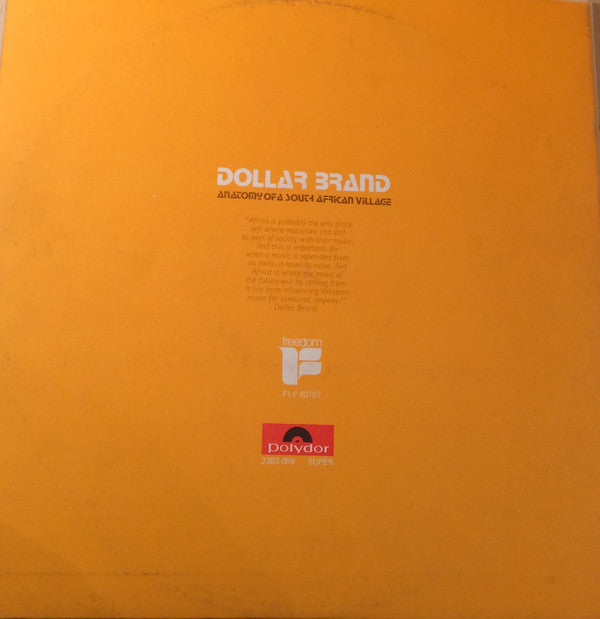 DOLLAR BRAND
ANATOMY OF A SOUTH AFRICAN VILLAGE
"Africa is probably the only place
left where musicians can still
be part of society with their music.
And this is important, for
when a music is separated from
its roots, it loses its value. And
Africa is where the music of
the future will be coming from.
It has been influencing Western
music for centuries, anyway."
Dollar Brand.
freedom
F
FLP 40107
polydor
2383 099 SUPER